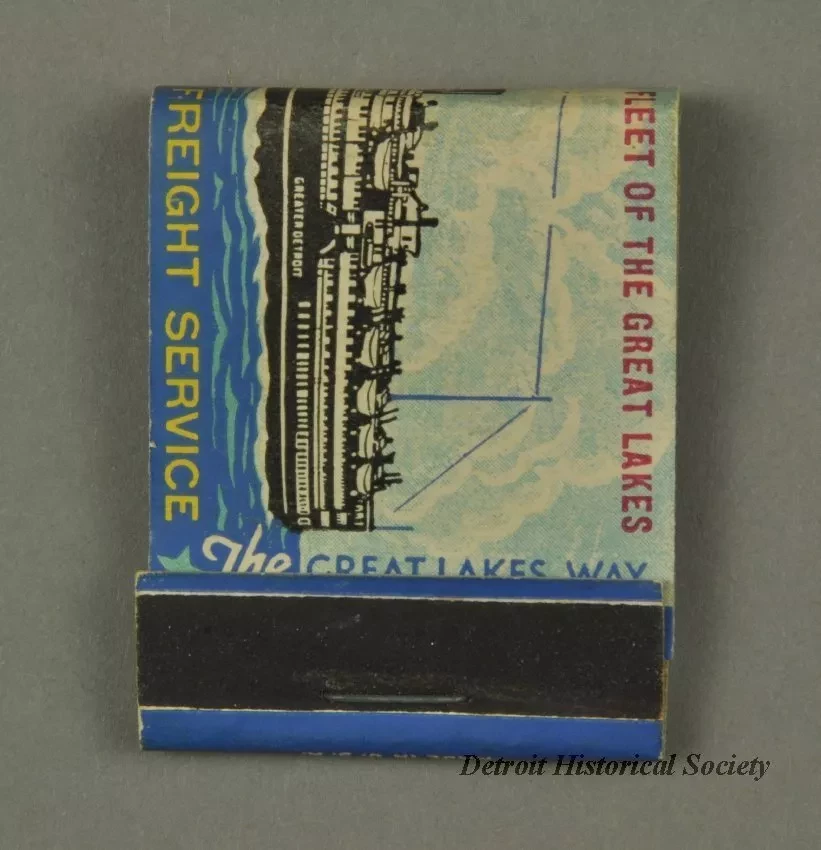 FLEET OF THE GREAT LAKES
GREATER DETROIT
FREIGHT SERVICE
The GREAT LAKES WAY
Detroit Historical Society